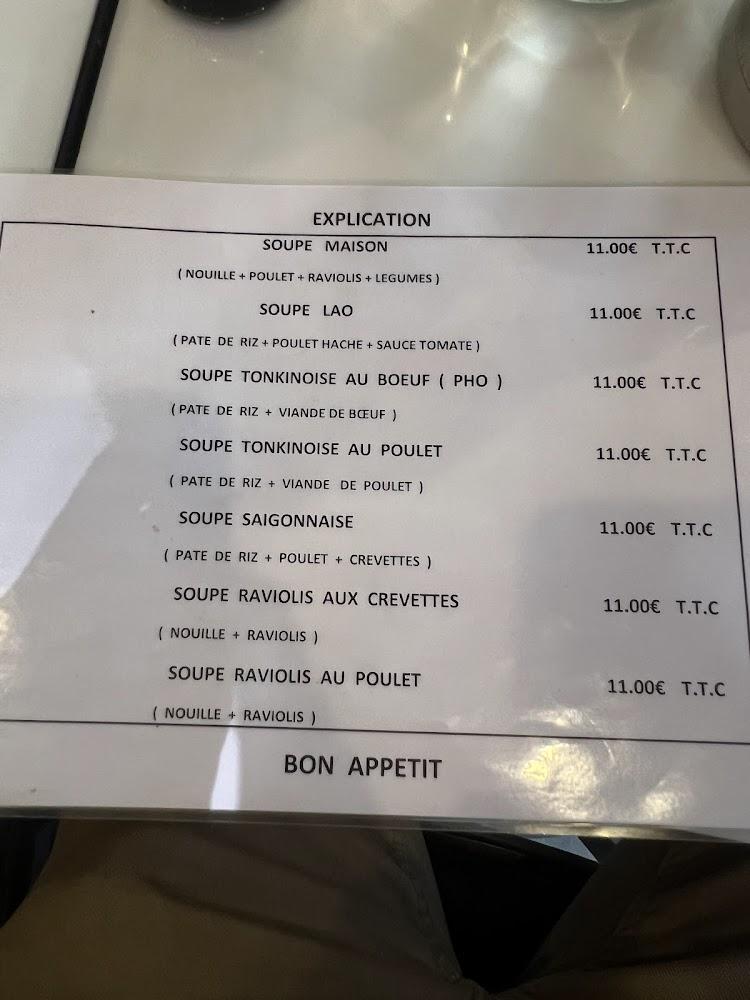 EXPLICATION
SOUPE MAISON 11.00€ T.T.C
( NOUILLE + POULET + RAVIOLIS + LEGUMES )
SOUPE LAO 11.00€ T.T.C
( PATE DE RIZ + POULET HACHE + SAUCE TOMATE )
SOUPE TONKINOISE AU BOEUF ( PHO ) 11.00€ T.T.C
( PATE DE RIZ + VIANDE DE BŒUF )
SOUPE TONKINOISE AU POULET 11.00€ T.T.C
( PATE DE RIZ + VIANDE DE POULET )
SOUPE SAIGONNAISE 11.00€ T.T.C
( PATE DE RIZ + POULET + CREVETTES )
SOUPE RAVIOLIS AUX CREVETTES 11.00€ T.T.C
( NOUILLE + RAVIOLIS )
SOUPE RAVIOLIS AU POULET 11.00€ T.T.C
( NOUILLE + RAVIOLIS )
BON APPETIT